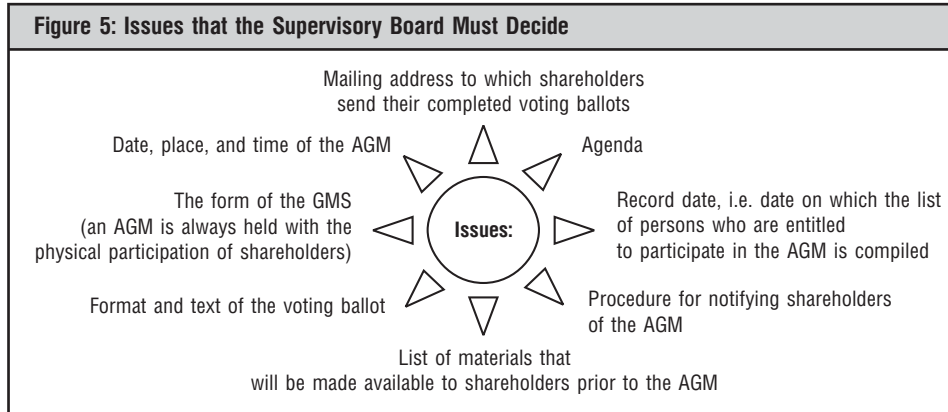 Figure 5: Issues that the Supervisory Board Must Decide
Mailing address to which shareholders
send their completed voting ballots
Date, place, and time of the AGM
Agenda
The form of the GMS
(an AGM is always held with the
physical participation of shareholders)
Issues:
Record date, i.e. date on which the list
of persons who are entitled
to participate in the AGM is compiled
Format and text of the voting ballot
Procedure for notifying shareholders
of the AGM
List of materials that
will be made available to shareholders prior to the AGM